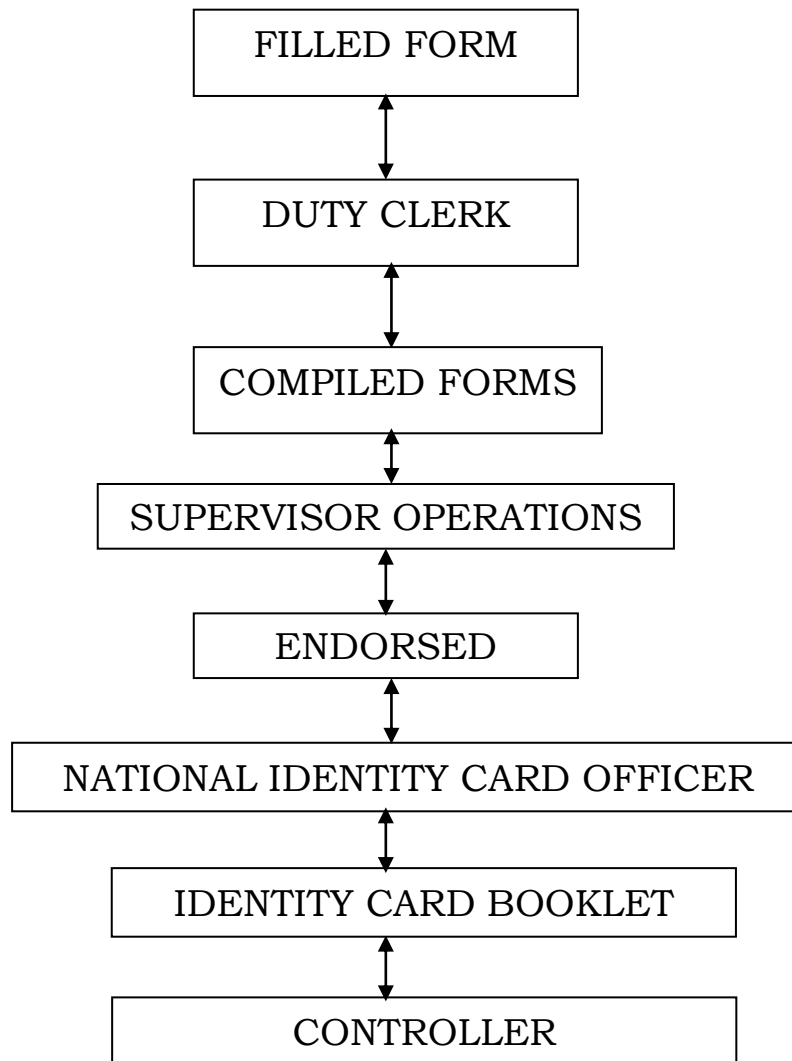 FILLED FORM
DUTY CLERK
COMPILED FORMS
SUPERVISOR OPERATIONS
ENDORSED
NATIONAL IDENTITY CARD OFFICER
IDENTITY CARD BOOKLET
CONTROLLER